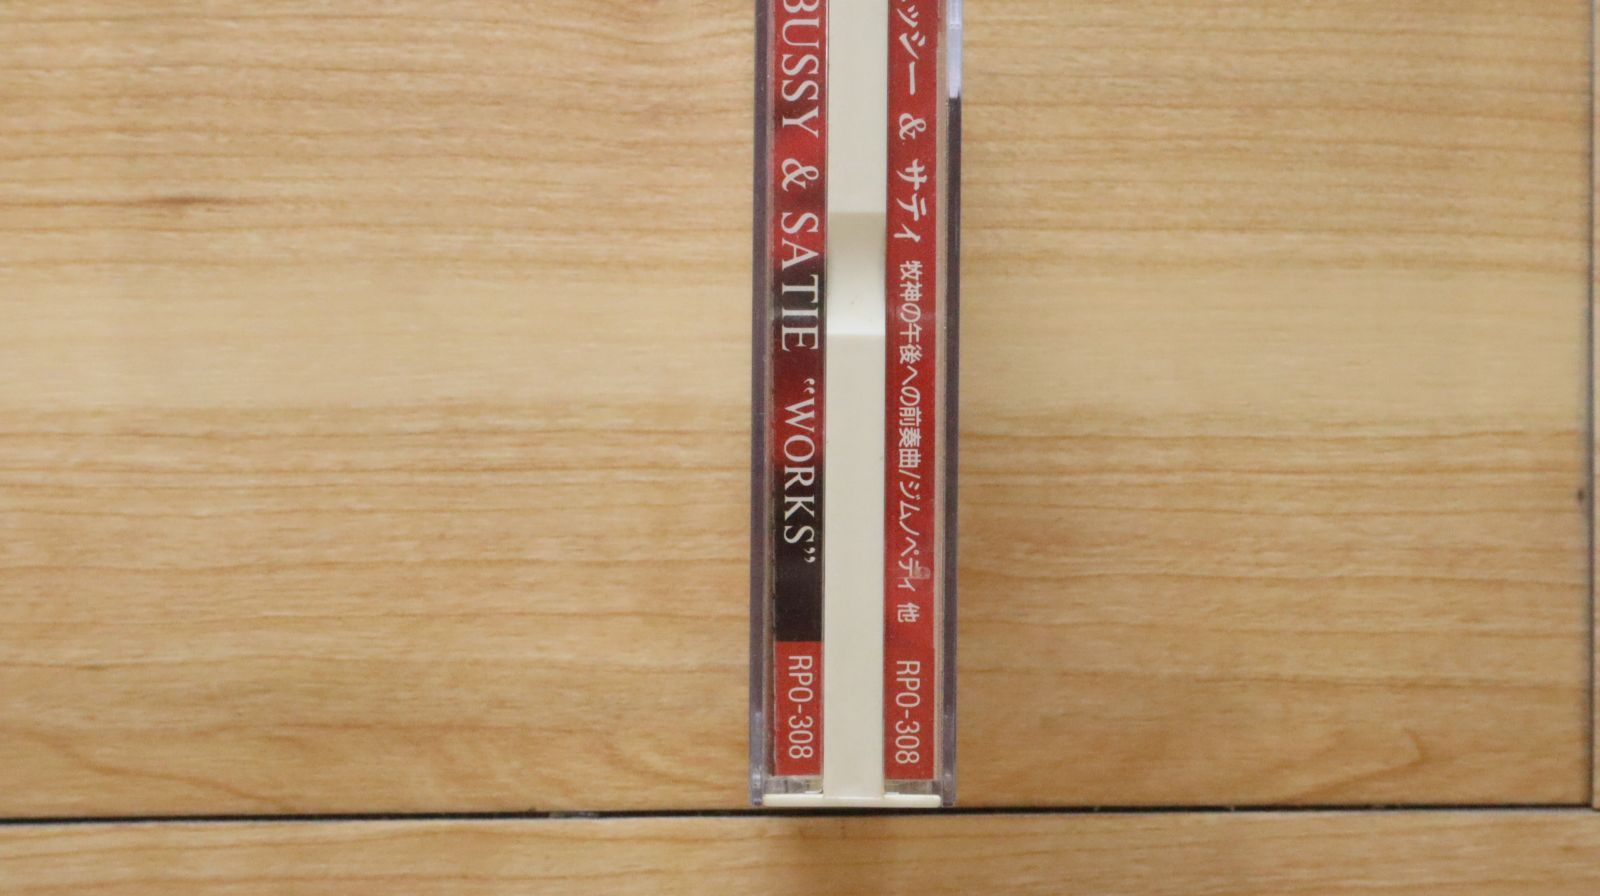 BUSSY & SATIE “WORKS” RPO-308
ッシー & サティ 牧神の午後への前奏曲/ジムノペディ 他 RPO-308